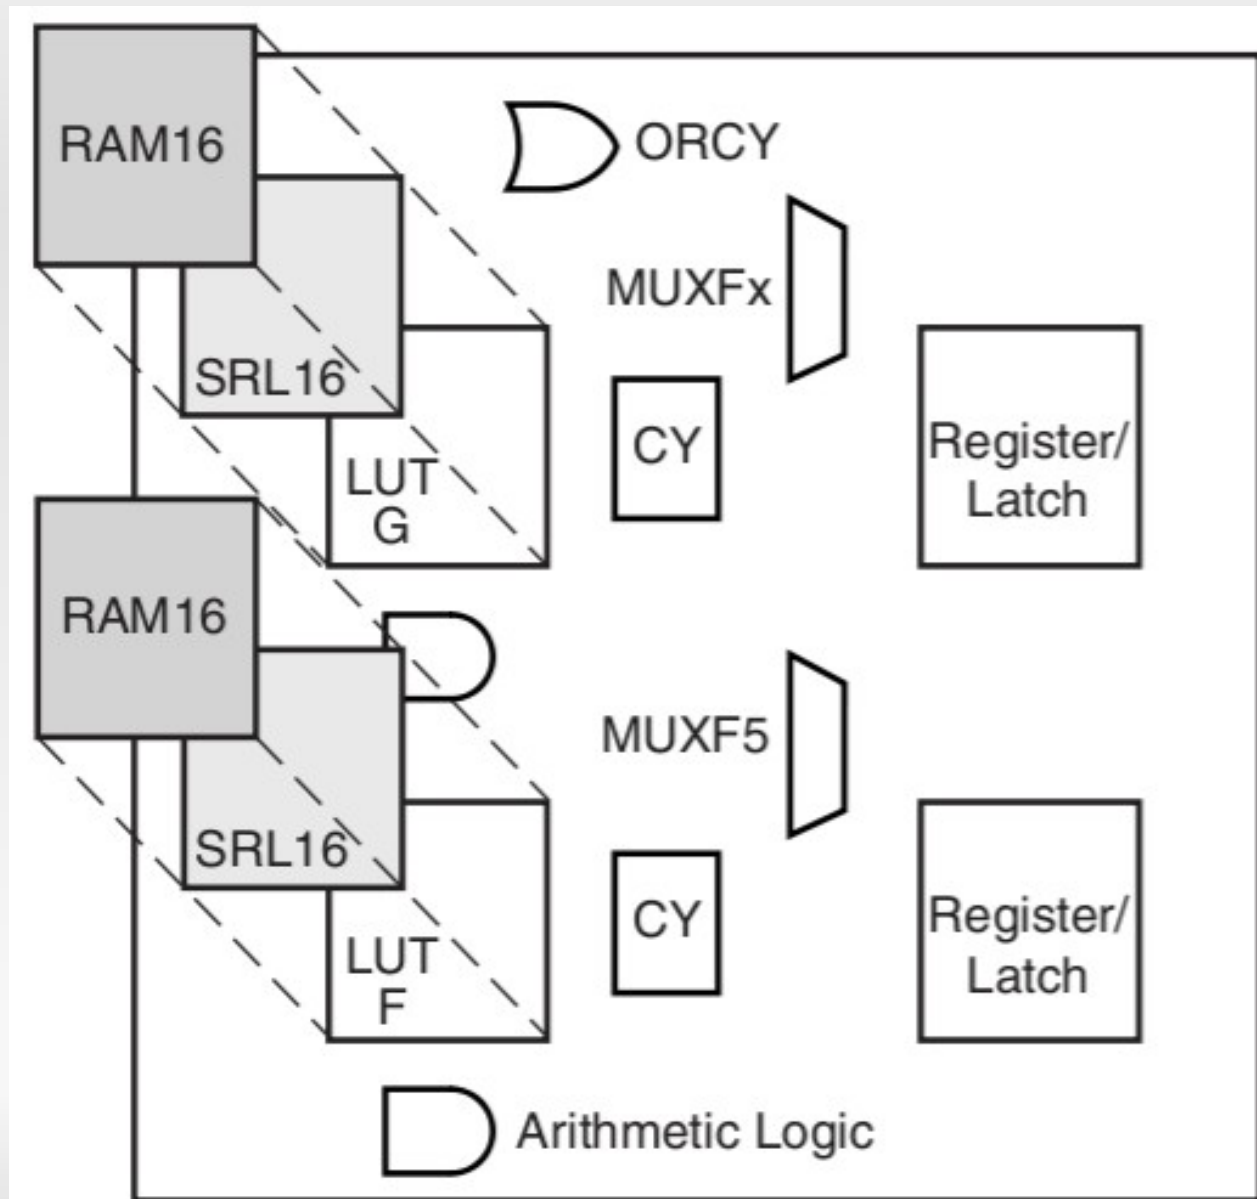 RAM16
ORCY
MUXFx
SRL16
CY
Register/
Latch
LUT
G
RAM16
MUXF5
SRL16
CY
Register/
Latch
LUT
F
Arithmetic Logic